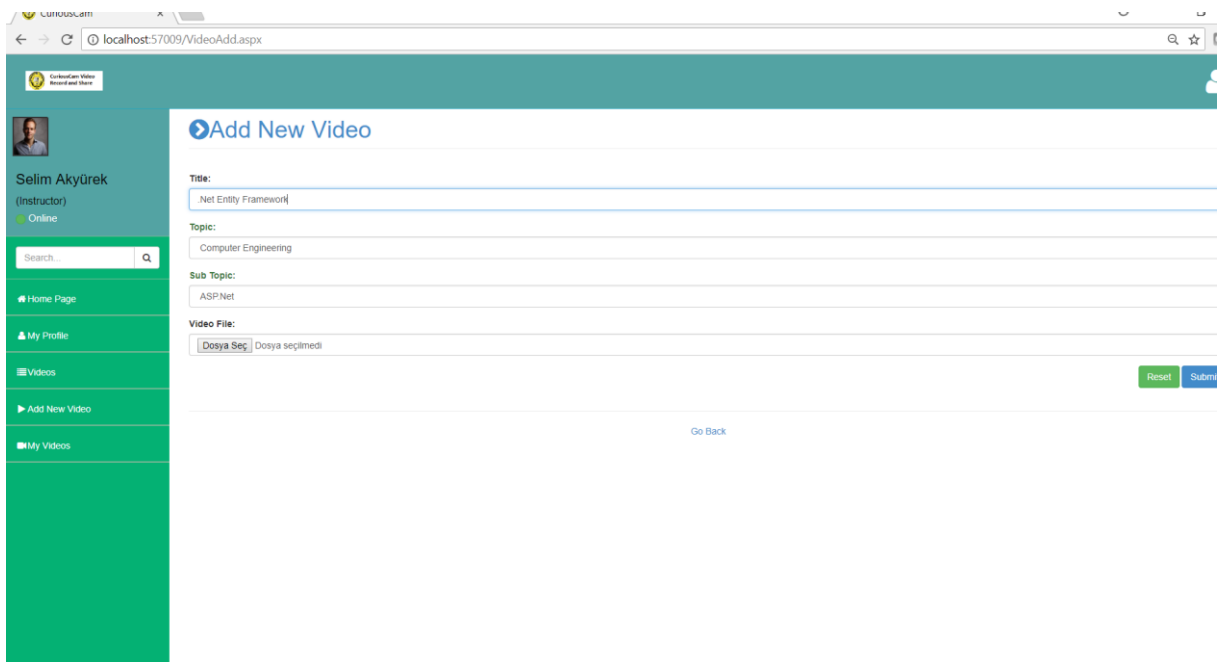 CuriousCam
localhost:57009/VideoAdd.aspx
CuriousCam Video
Record and Share
Selim Akyürek
(Instructor)
Online
Search...
Home Page
My Profile
Videos
Add New Video
My Videos
Add New Video
Title:
.Net Entity Framework
Topic:
Computer Engineering
Sub Topic:
ASP.Net
Video File:
Dosya Seç Dosya seçilmedi
Reset Submi
Go Back